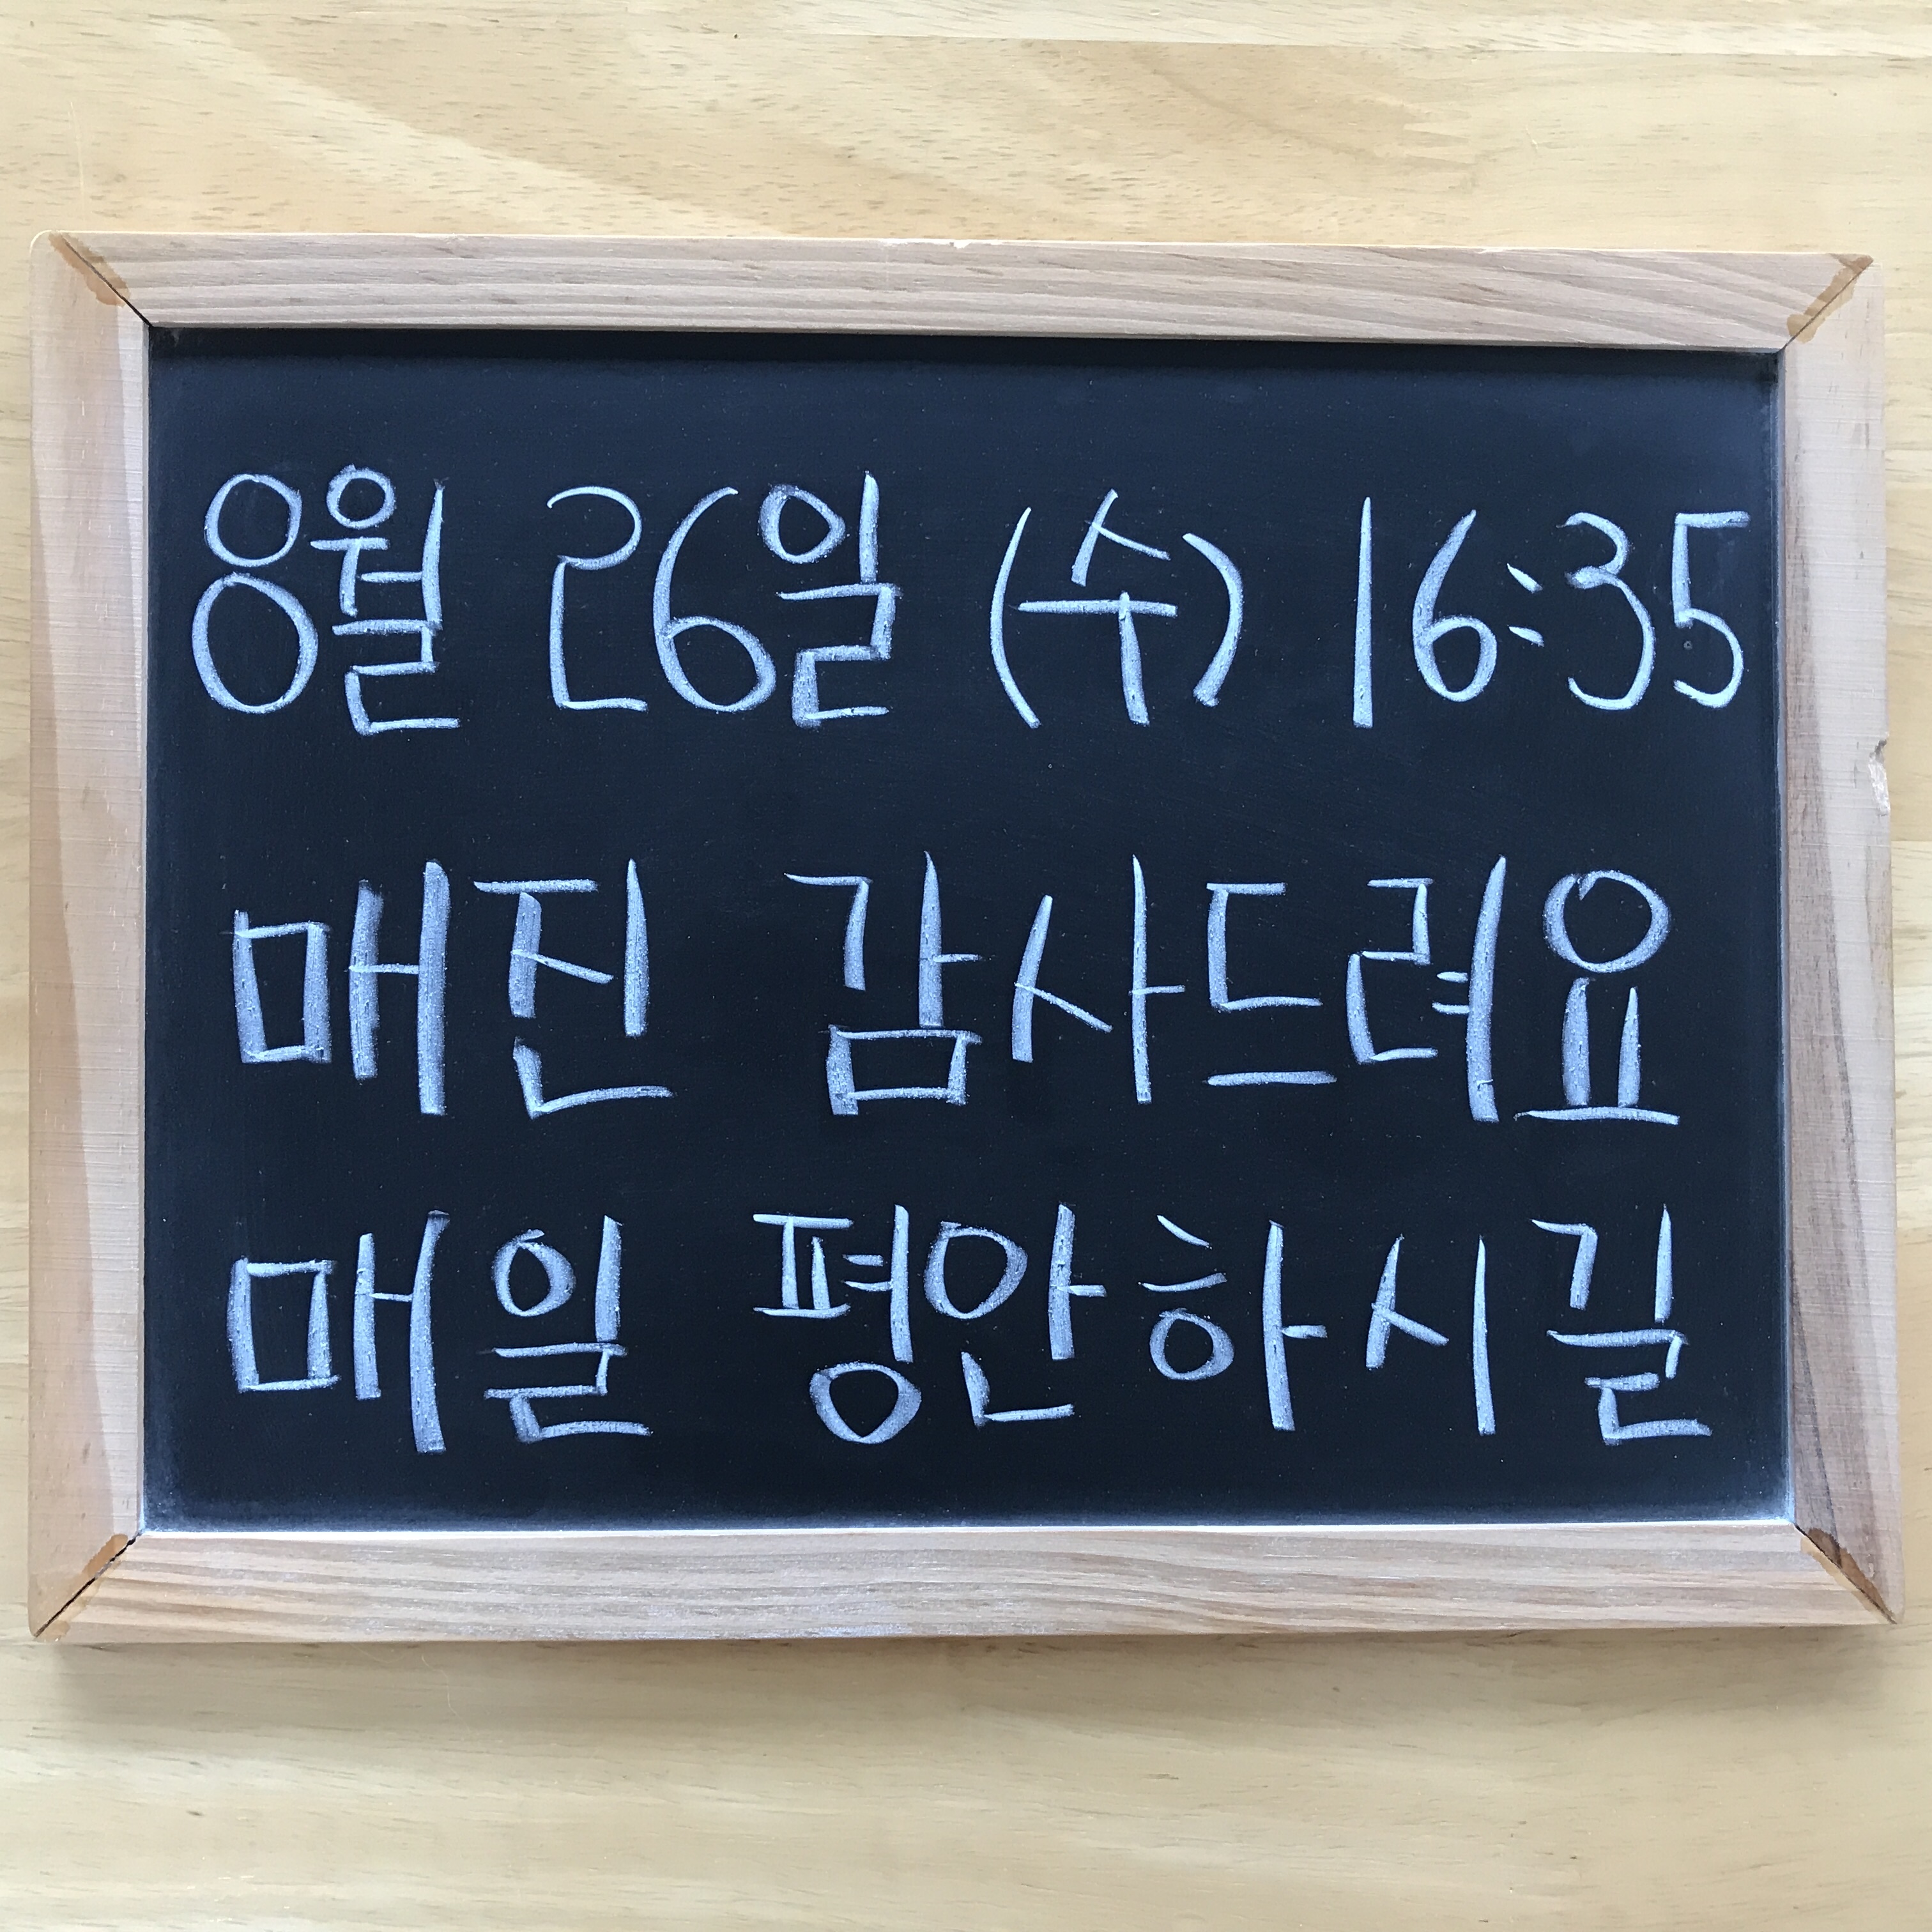 8월 26일 (수) 16:35
매진 감사드려요
매일 평안하시길